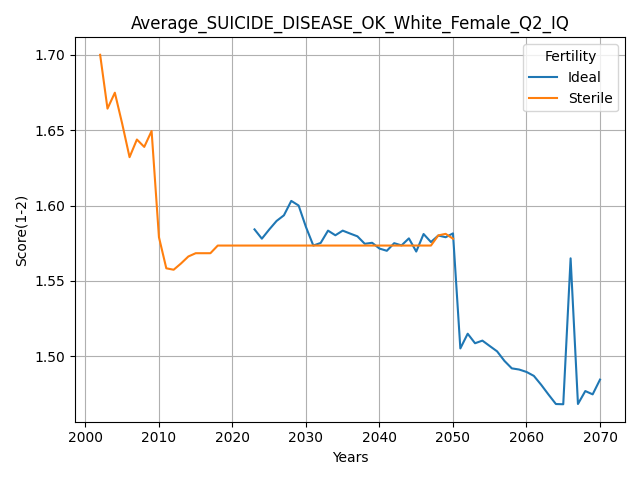 Average_SUICIDE_DISEASE_OK_White_Female_Q2_IQ
Fertility
Ideal
Sterile
Score(1-2)
1.70
1.65
1.60
1.55
1.50
2000 2010 2020 2030 2040 2050 2060 2070
Years